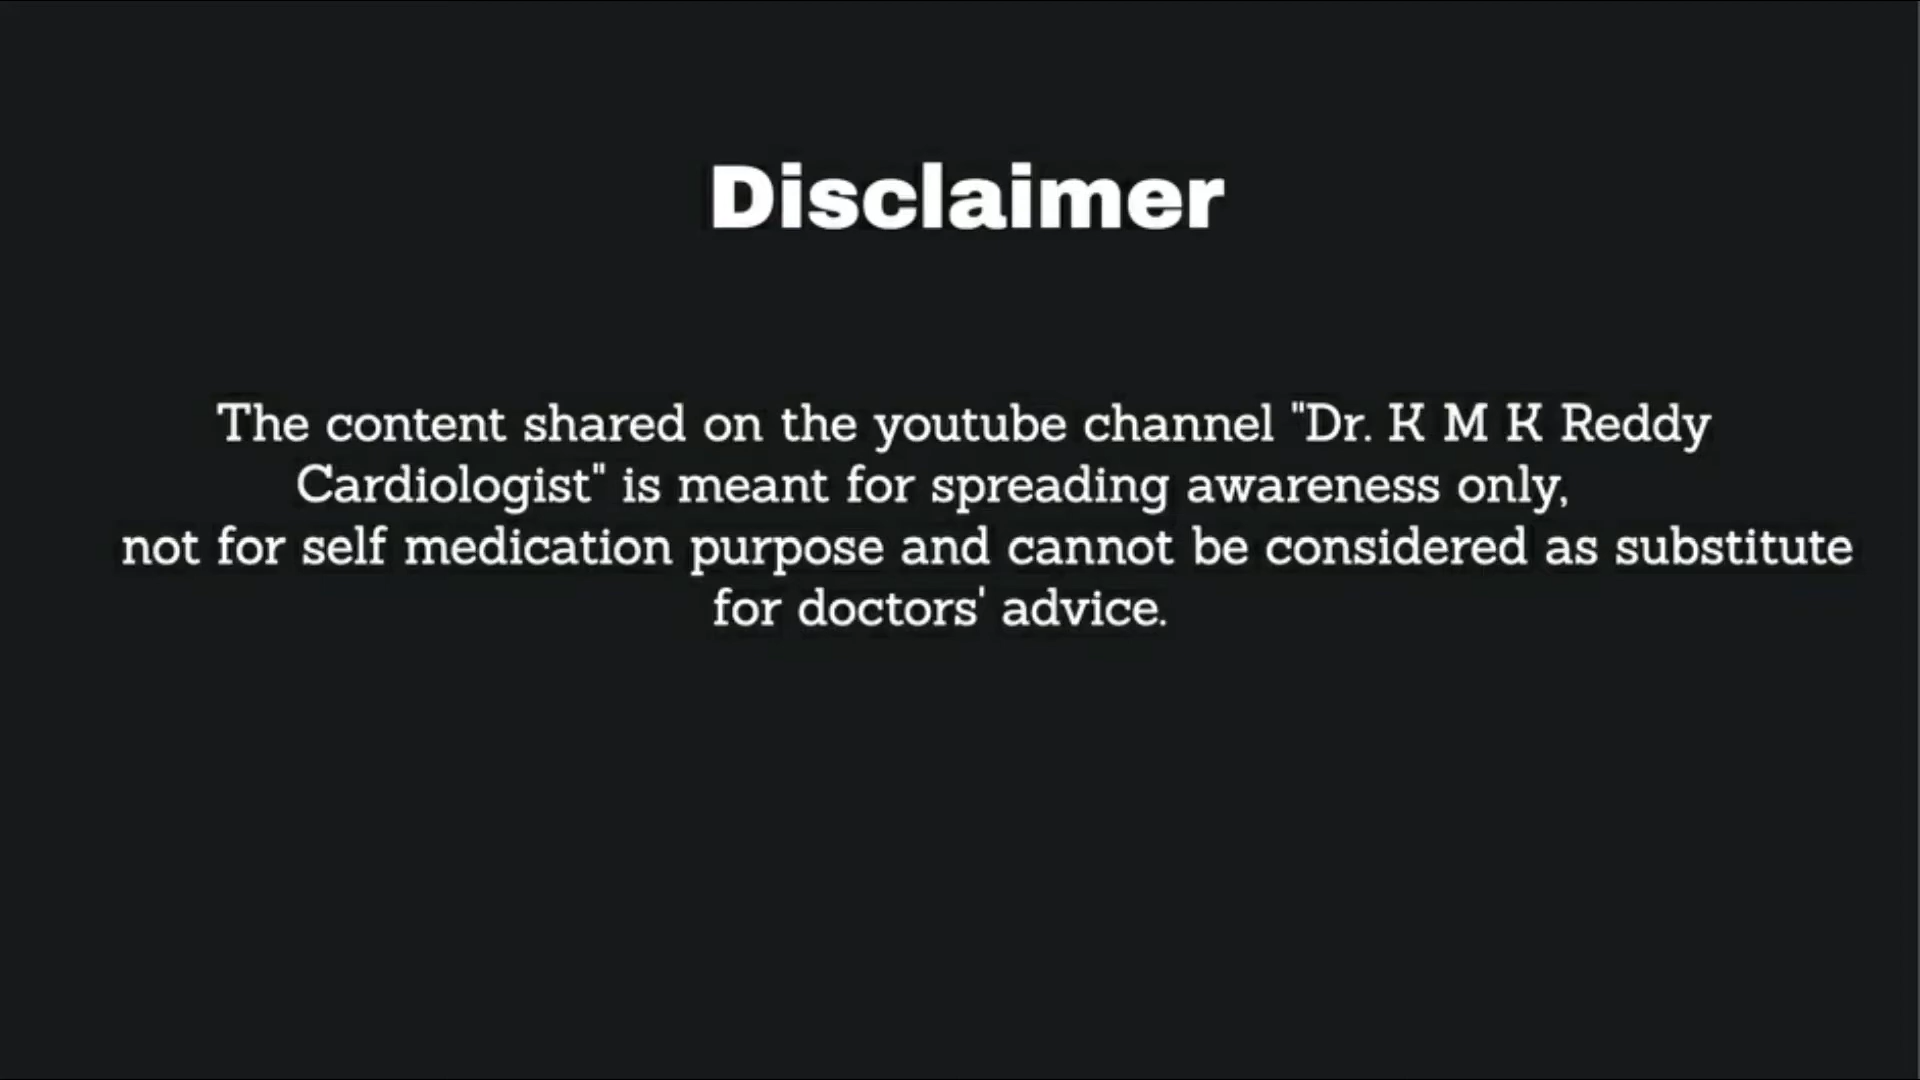 Disclaimer
The content shared on the youtube channel "Dr. K M K Reddy
Cardiologist" is meant for spreading awareness only,
not for self medication purpose and cannot be considered as substitute
for doctors' advice.